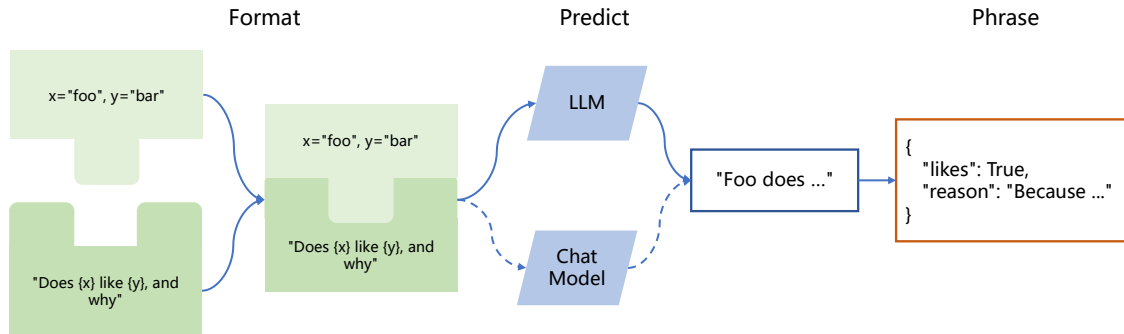 Format
Predict
Phrase
x="foo", y="bar"
"Does {x} like {y}, and
why"
x="foo", y="bar"
"Does {x} like {y}, and
why"
LLM
Chat
Model
"Foo does ..."
{
"likes": True,
"reason": "Because ..."
}